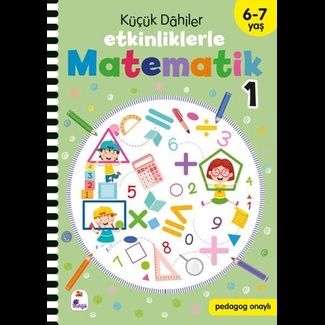 Küçük Dâhiler
6-7
yaş
etkinliklerle
Matematik
1
pedagog onaylı